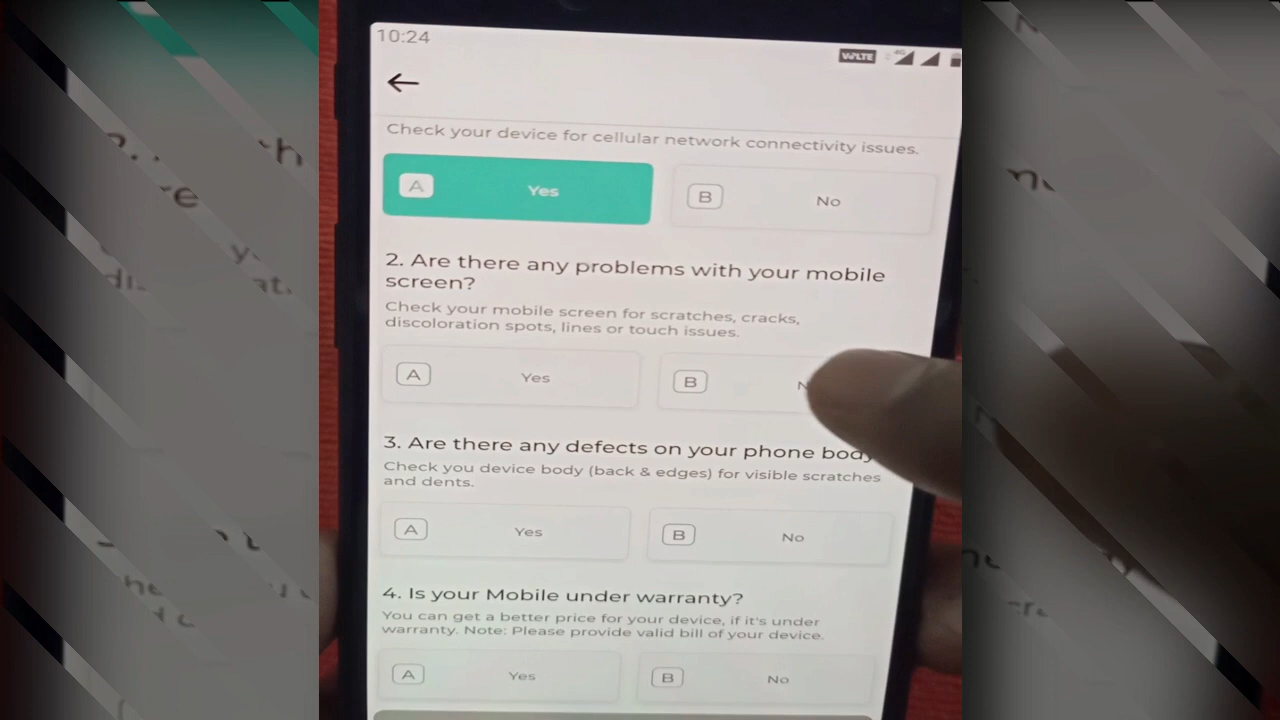 10:24
VoLTE 4G
Check your device for cellular network connectivity issues.
A Yes B No
2. Are there any problems with your mobile
screen?
Check your mobile screen for scratches, cracks,
discoloration spots, lines or touch issues.
A Yes B
3. Are there any defects on your phone body
Check you device body (back & edges) for visible scratches
and dents.
A Yes B No
4. Is your Mobile under warranty?
You can get a better price for your device, if it's under
warranty. Note: Please provide valid bill of your device.
A Yes B No